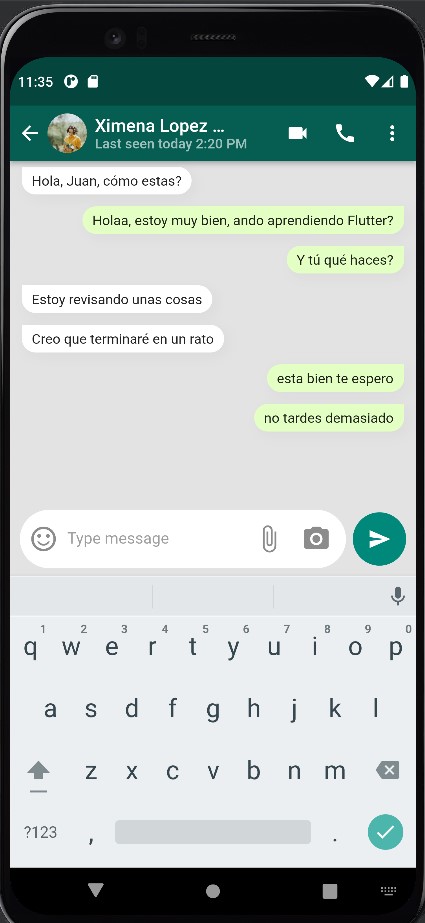 11:35
Ximena Lopez ...
Last seen today 2:20 PM
Hola, Juan, cómo estas?
Holaa, estoy muy bien, ando aprendiendo Flutter?
Y tú qué haces?
Estoy revisando unas cosas
Creo que terminaré en un rato
esta bien te espero
no tardes demasiado
Type message
1 2 3 4 5 6 7 8 9 0
q w e r t y u i o p
a s d f g h j k l
z x c v b n m
?123 , .